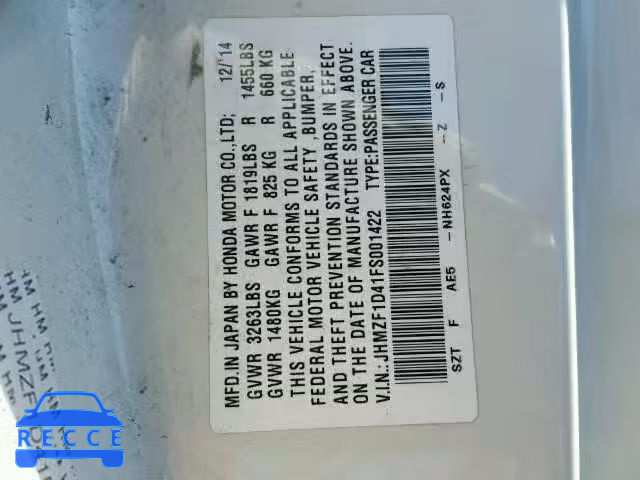 MFD.IN JAPAN BY HONDA MOTOR CO.,LTD; 12/'14
GVWR 3263LBS GAWR F 1819LBS R 1455LBS
GVWR 1480KG GAWR F 825 KG R 660 KG
THIS VEHICLE CONFORMS TO ALL APPLICABLE
FEDERAL MOTOR VEHICLE SAFETY ,BUMPER,
AND THEFT PREVENTION STANDARDS IN EFFECT
ON THE DATE OF MANUFACTURE SHOWN ABOVE.
V.I.N.:JHMZF1D41FS001422 TYPE:PASSENGER CAR
SZT F AE5 -NH624PX -Z -S
RECCE